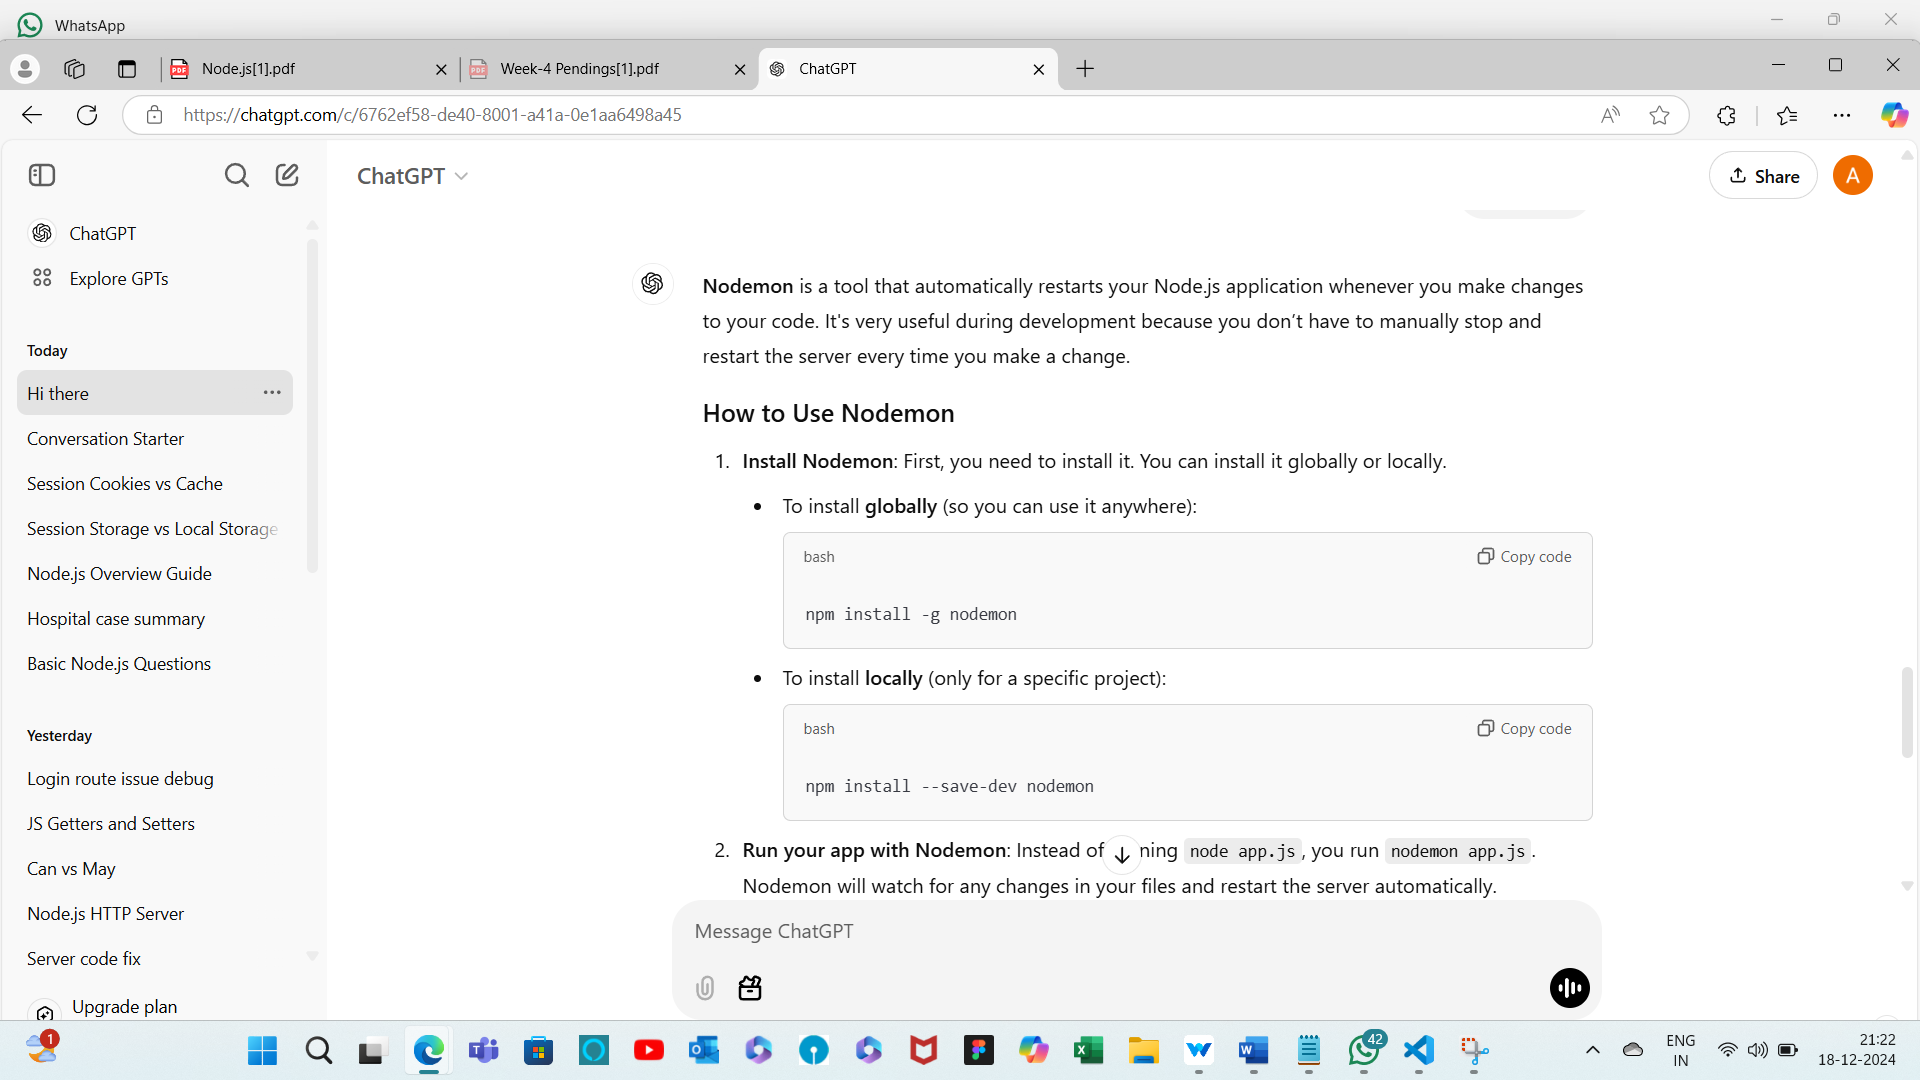 WhatsApp
Node.js[1].pdf
Week-4 Pendings[1].pdf
ChatGPT
https://chatgpt.com/c/6762ef58-de40-8001-a41a-0e1aa6498a45
ChatGPT
Share
A
ChatGPT
Explore GPTs
Today
Hi there
Conversation Starter
Session Cookies vs Cache
Session Storage vs Local Storage
Node.js Overview Guide
Hospital case summary
Basic Node.js Questions
Yesterday
Login route issue debug
JS Getters and Setters
Can vs May
Node.js HTTP Server
Server code fix
Upgrade plan
Nodemon is a tool that automatically restarts your Node.js application whenever you make changes
to your code. It's very useful during development because you don’t have to manually stop and
restart the server every time you make a change.
How to Use Nodemon
1. Install Nodemon: First, you need to install it. You can install it globally or locally.
• To install globally (so you can use it anywhere):
bash
Copy code
npm install -g nodemon
• To install locally (only for a specific project):
bash
Copy code
npm install --save-dev nodemon
2. Run your app with Nodemon: Instead of ning node app.js, you run nodemon app.js.
Nodemon will watch for any changes in your files and restart the server automatically.
Message ChatGPT
1
42
ENG
IN
21:22
18-12-2024